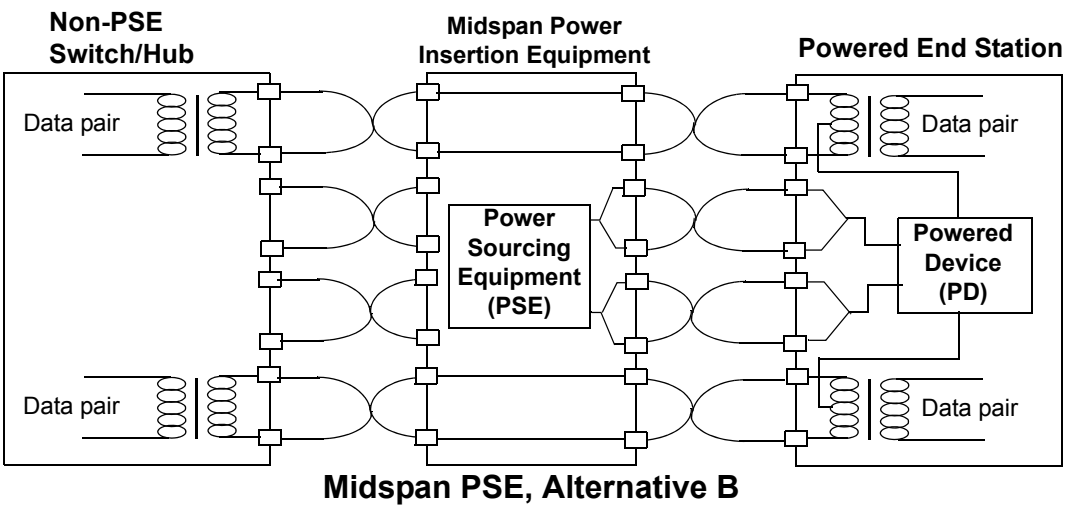 Non-PSE
Switch/Hub
Midspan Power
Insertion Equipment
Powered End Station
Data pair
Data pair
Power
Sourcing
Equipment
(PSE)
Powered
Device
(PD)
Data pair
Data pair
Midspan PSE, Alternative B